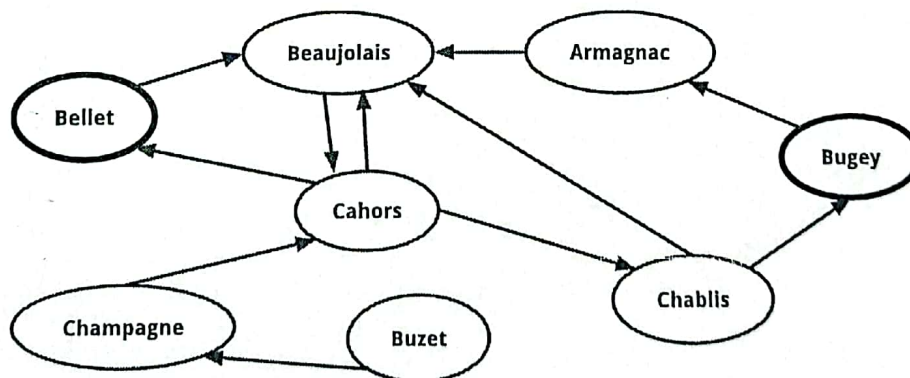 Beaujolais
Armagnac
Bellet
Bugey
Cahors
Chablis
Champagne
Buzet